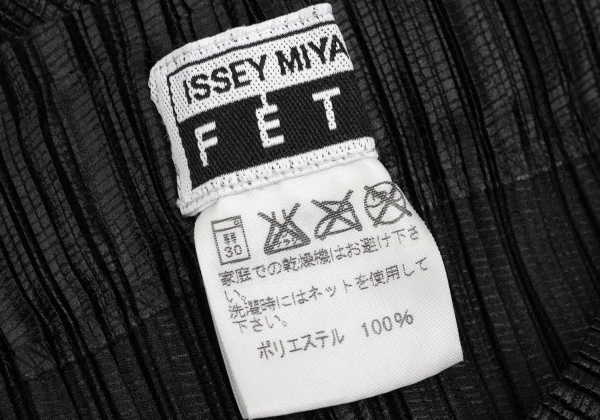 ISSEY MIYA
FÊT
30
家庭での乾燥機はお避け下さ
い。
洗濯時にはネットを使用して
下さい。
ポリエステル 100%